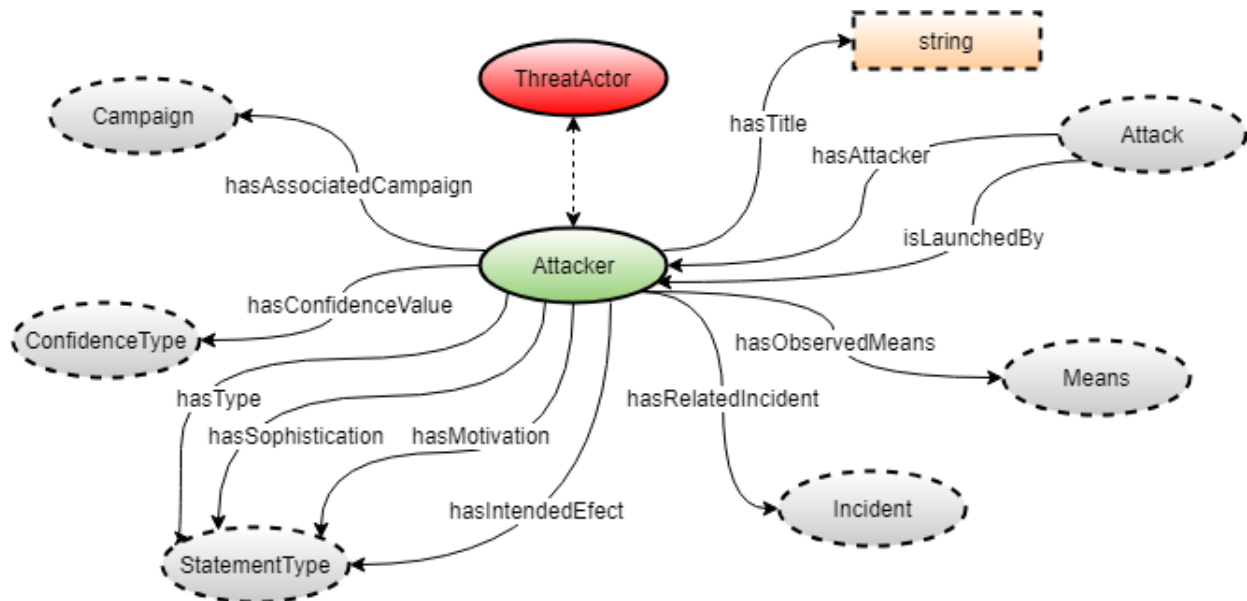 string
ThreatActor
Campaign
hasTitle
Attack
hasAttacker
hasAssociatedCampaign
isLaunchedBy
Attacker
hasConfidenceValue
ConfidenceType
hasObservedMeans
Means
hasType
hasRelatedIncident
hasSophistication
hasMotivation
hasIntendedEfect
Incident
StatementType